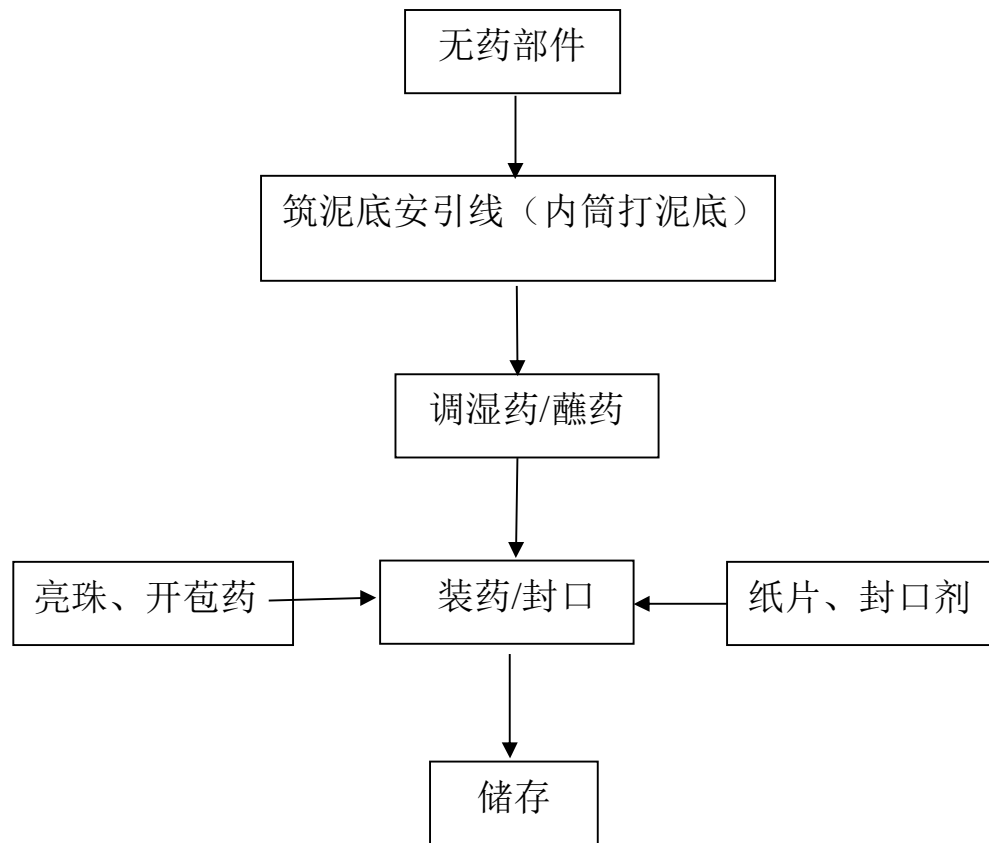 无药部件
筑泥底安引线（内筒打泥底）
调湿药/蘸药
亮珠、开苞药
装药/封口
纸片、封口剂
储存